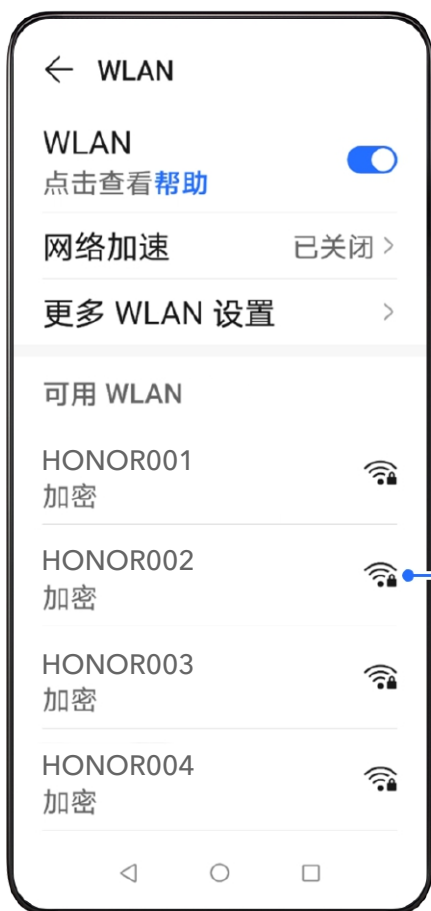 WLAN
WLAN
点击查看帮助
网络加速 已关闭
更多 WLAN 设置
可用 WLAN
HONOR001
加密
HONOR002
加密
HONOR003
加密
HONOR004
加密